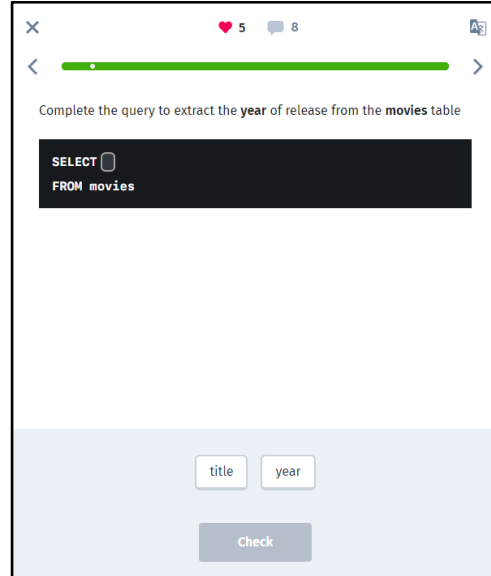 5 8
Complete the query to extract the year of release from the movies table
SELECT
FROM movies
title year
Check